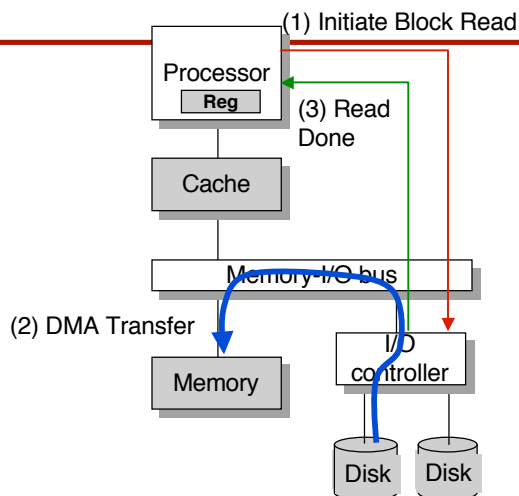 (1) Initiate Block Read
Processor
Reg
(3) Read
Done
Cache
Memory-I/O bus
(2) DMA Transfer
I/O
controller
Memory
Disk
Disk